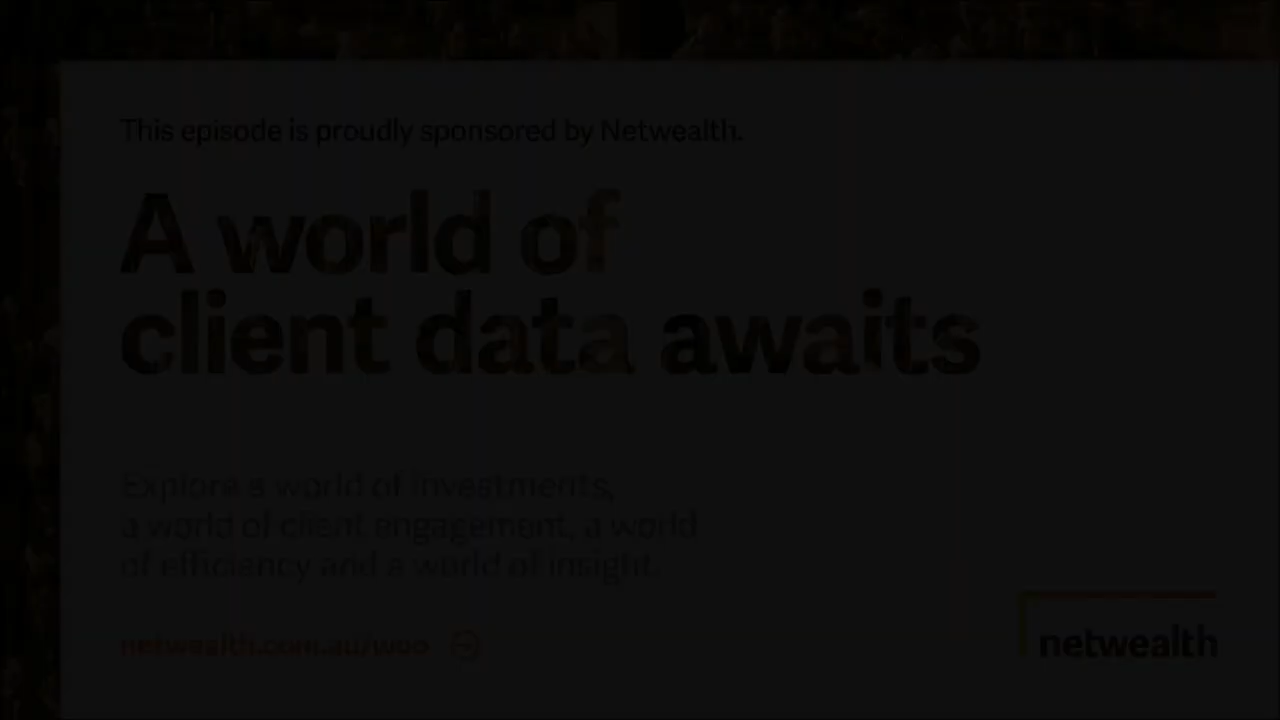 This episode is proudly sponsored by Netwealth.
A world of
client data awaits
Explore a world of investments,
a world of client engagement, a world
of efficiency and a world of insight.
netwealth.com.au/woo
netwealth